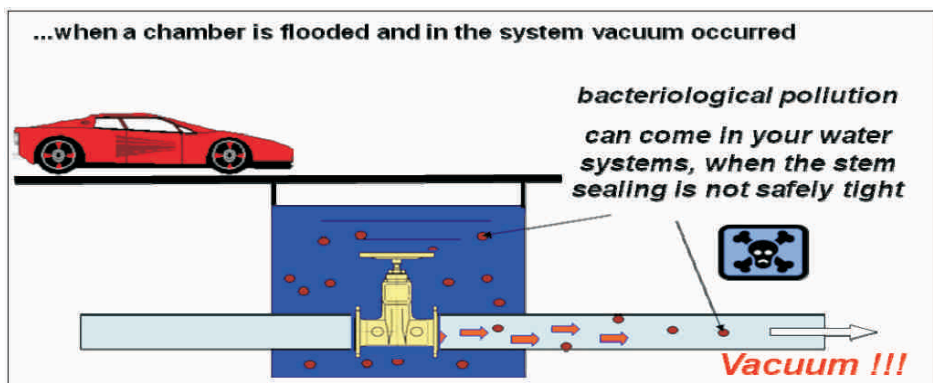 ...when a chamber is flooded and in the system vacuum occurred
bacteriological pollution
can come in your water
systems, when the stem
sealing is not safely tight
Vacuum !!!